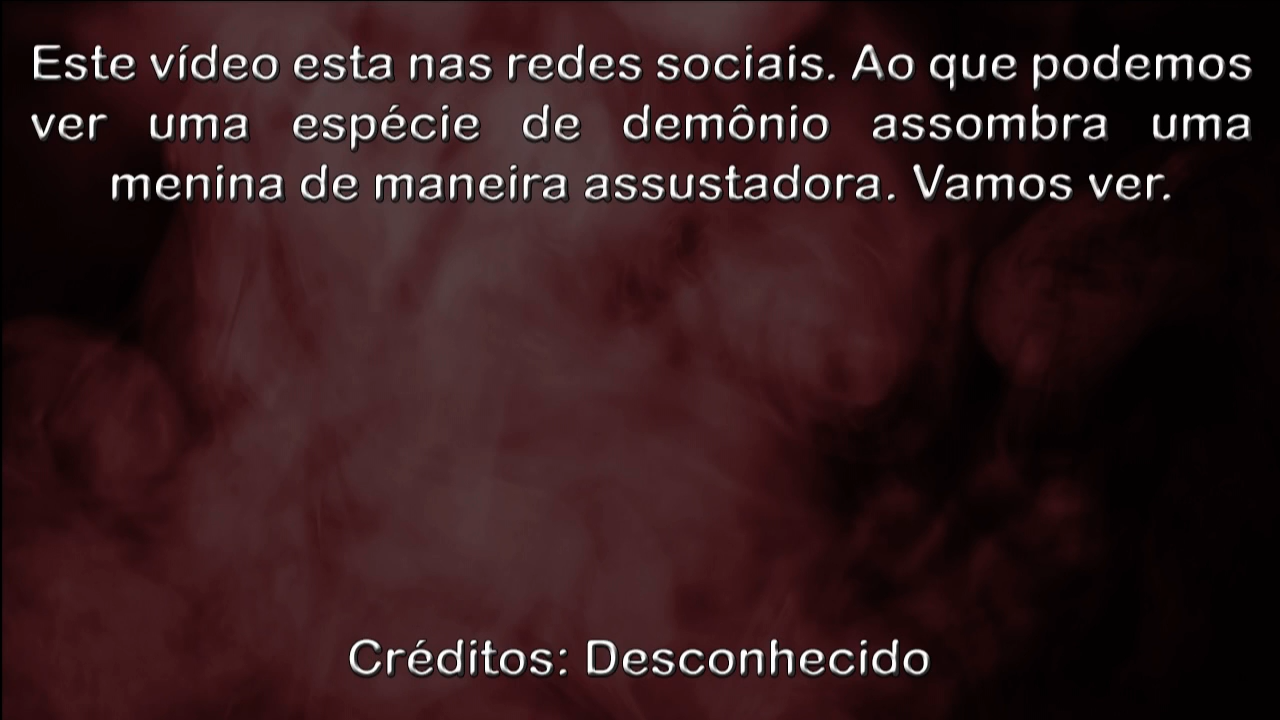 Este vídeo esta nas redes sociais. Ao que podemos
ver uma espécie de demônio assombra uma
menina de maneira assustadora. Vamos ver.
Créditos: Desconhecido